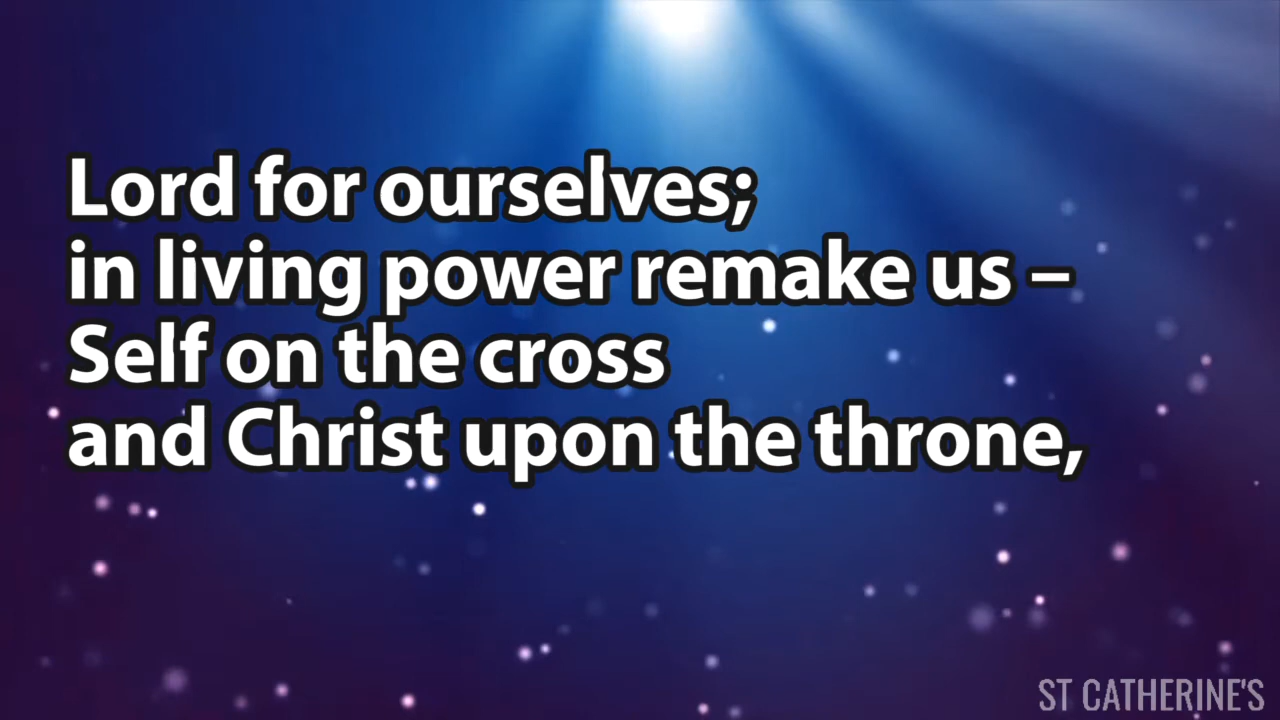 Lord for ourselves;
in living power remake us –
Self on the cross
and Christ upon the throne,
ST CATHERINE'S